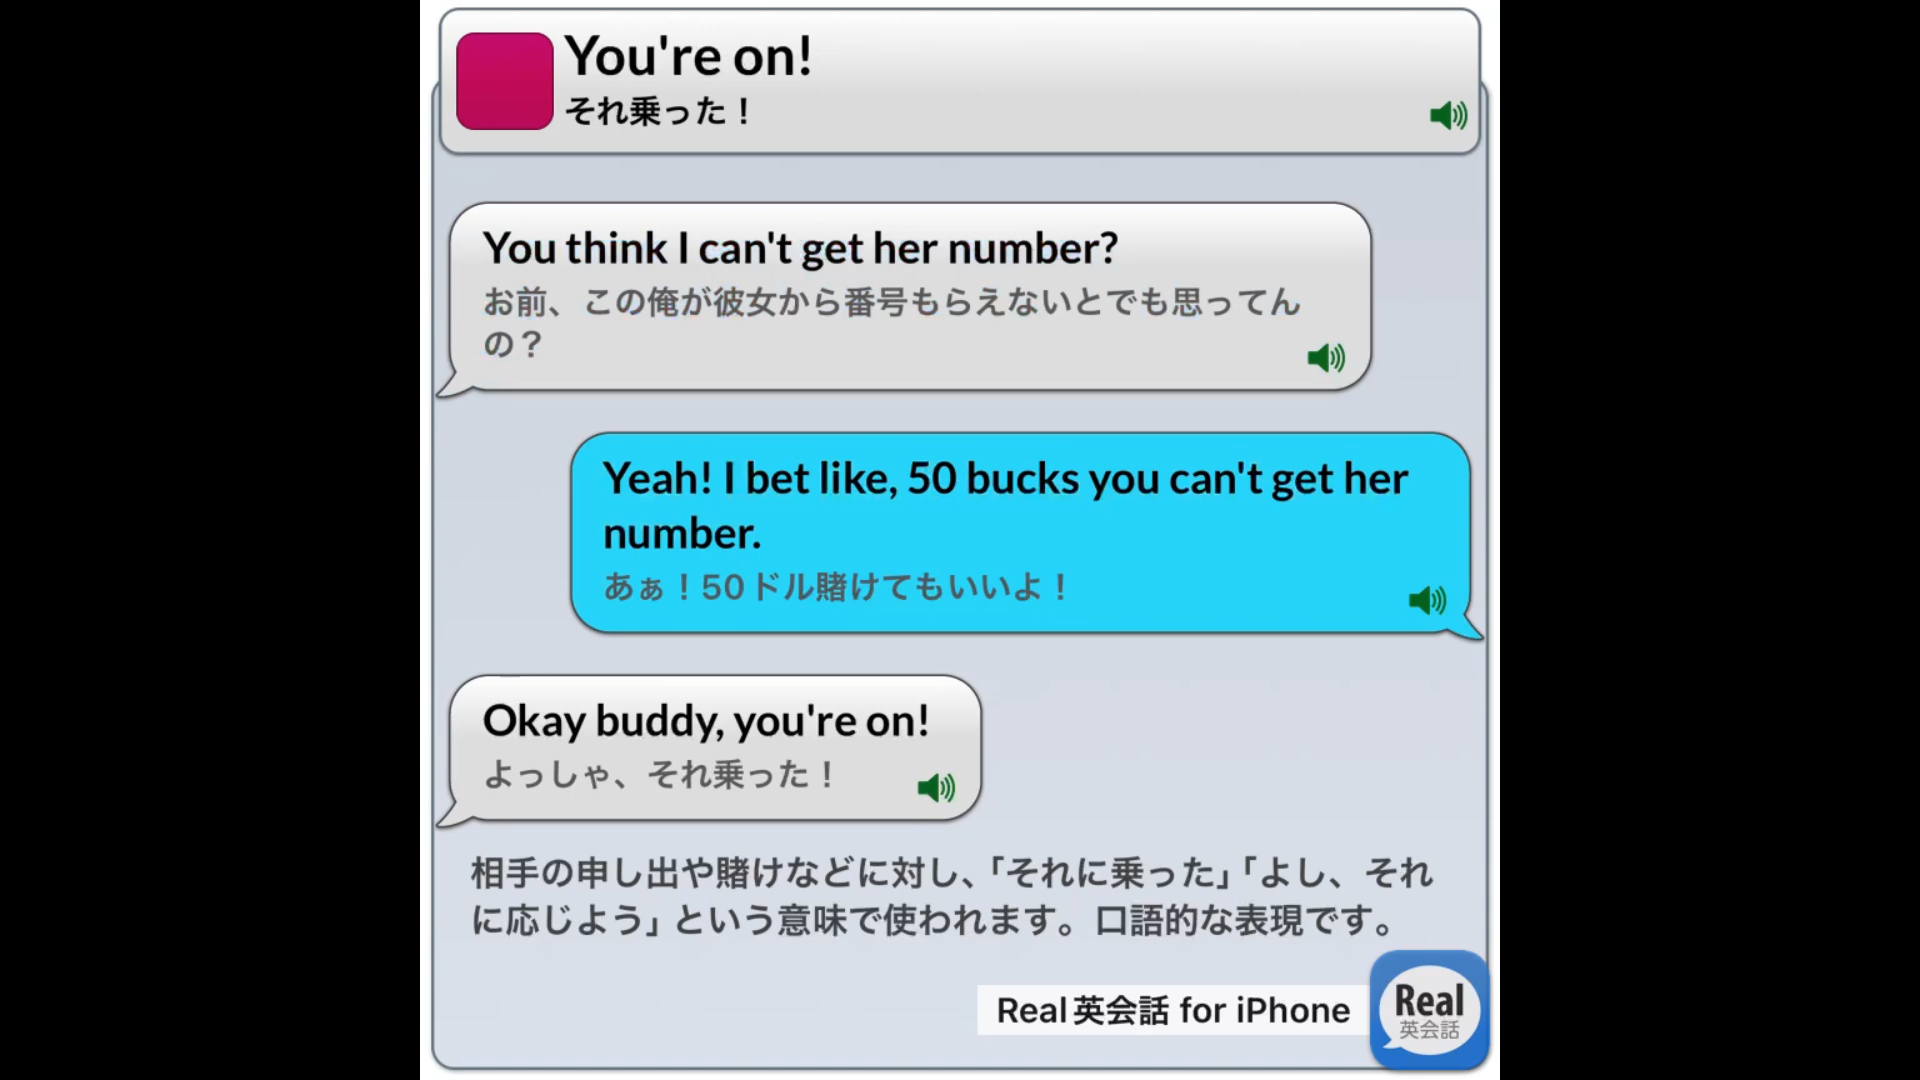 You're on!
それ乗った！
You think I can't get her number?
お前、この俺が彼女から番号もらえないとでも思ってん
の？
Yeah! I bet like, 50 bucks you can't get her
number.
あぁ！50ドル賭けてもいいよ！
Okay buddy, you're on!
よっしゃ、それ乗った！
相手の申し出や賭けなどに対し、「それに乗った」「よし、それ
に応じよう」という意味で使われます。口語的な表現です。
Real英会話 for iPhone
Real
英会話